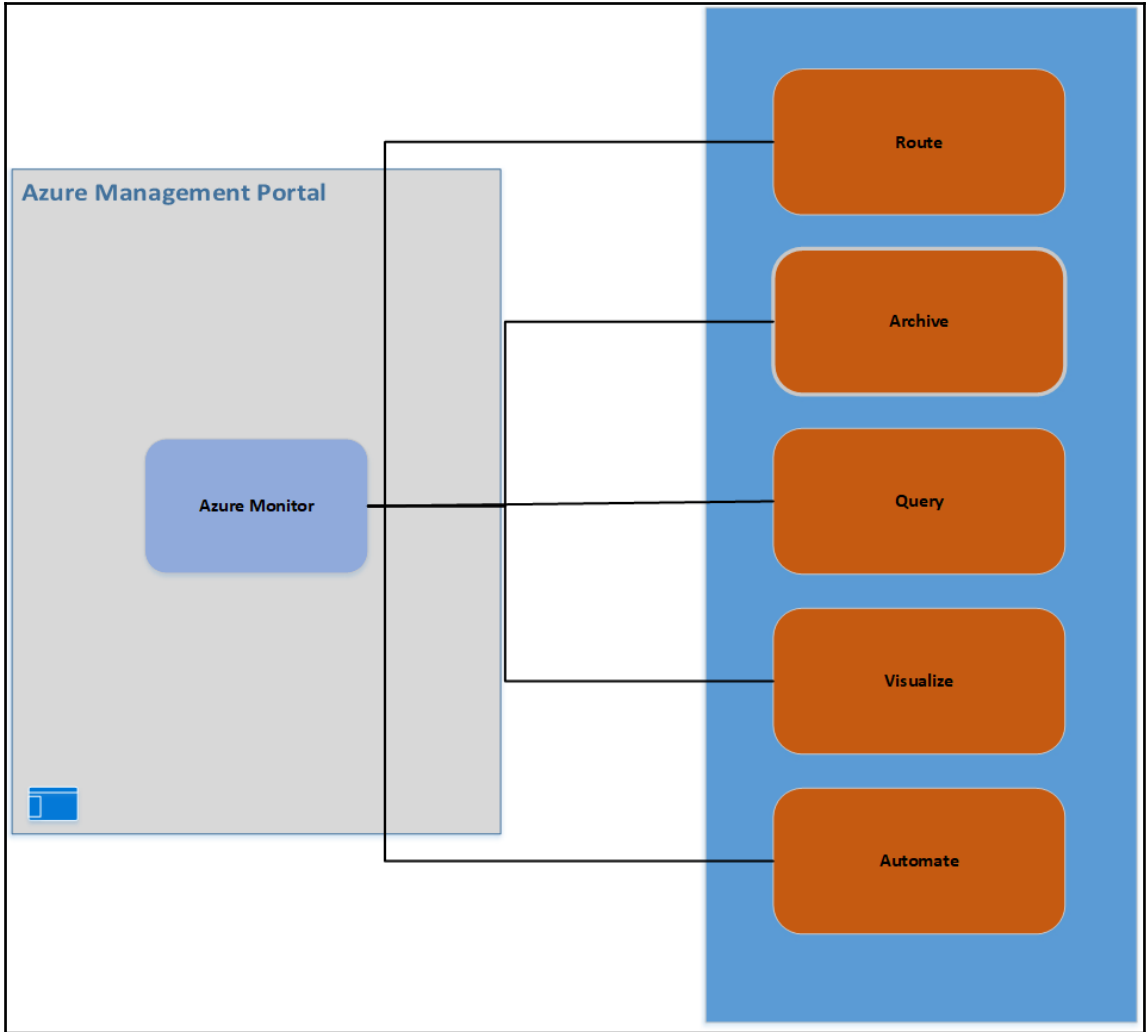 Azure Management Portal
Azure Monitor
Route
Archive
Query
Visualize
Automate